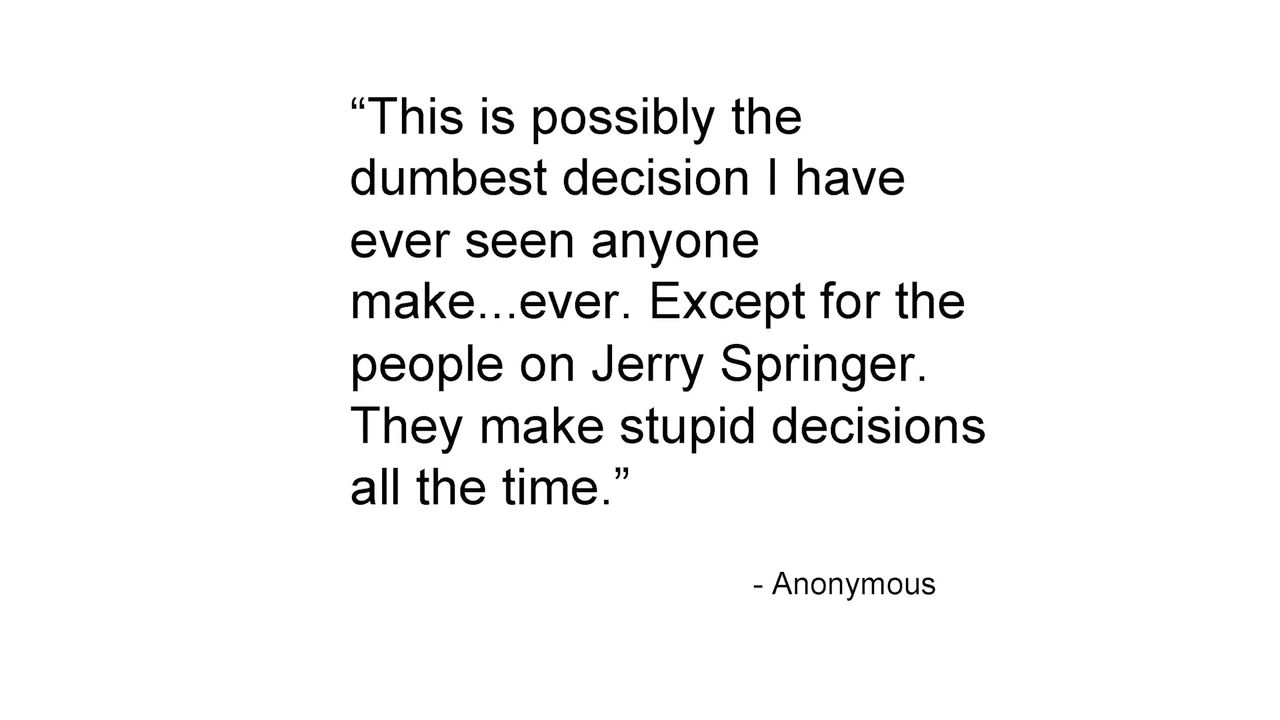 “This is possibly the
dumbest decision I have
ever seen anyone
make...ever. Except for the
people on Jerry Springer.
They make stupid decisions
all the time.”
- Anonymous